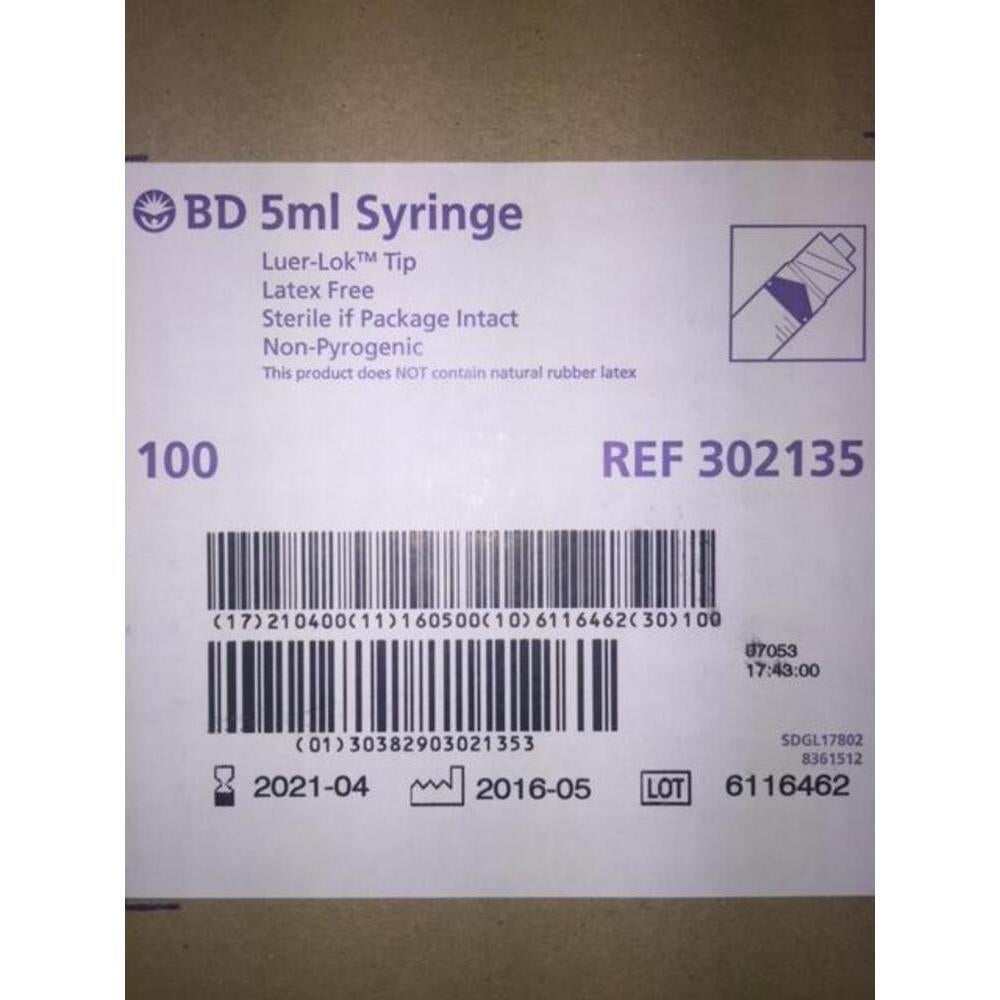 BD 5ml Syringe
Luer-Lok™ Tip
Latex Free
Sterile if Package Intact
Non-Pyrogenic
This product does NOT contain natural rubber latex
100 REF 302135
(17)210400(11)160500(10)6116462(30)100
07053
17:43:00
(01)30382903021353
SDGL17802
8361512
2021-04 2016-05 LOT 6116462